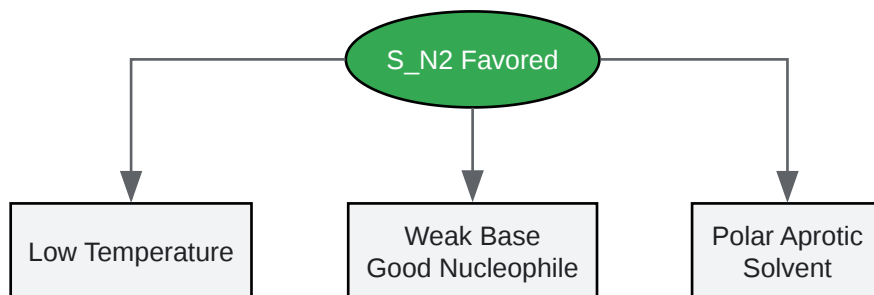 S_N2 Favored
Low Temperature
Weak Base
Good Nucleophile
Polar Aprotic
Solvent